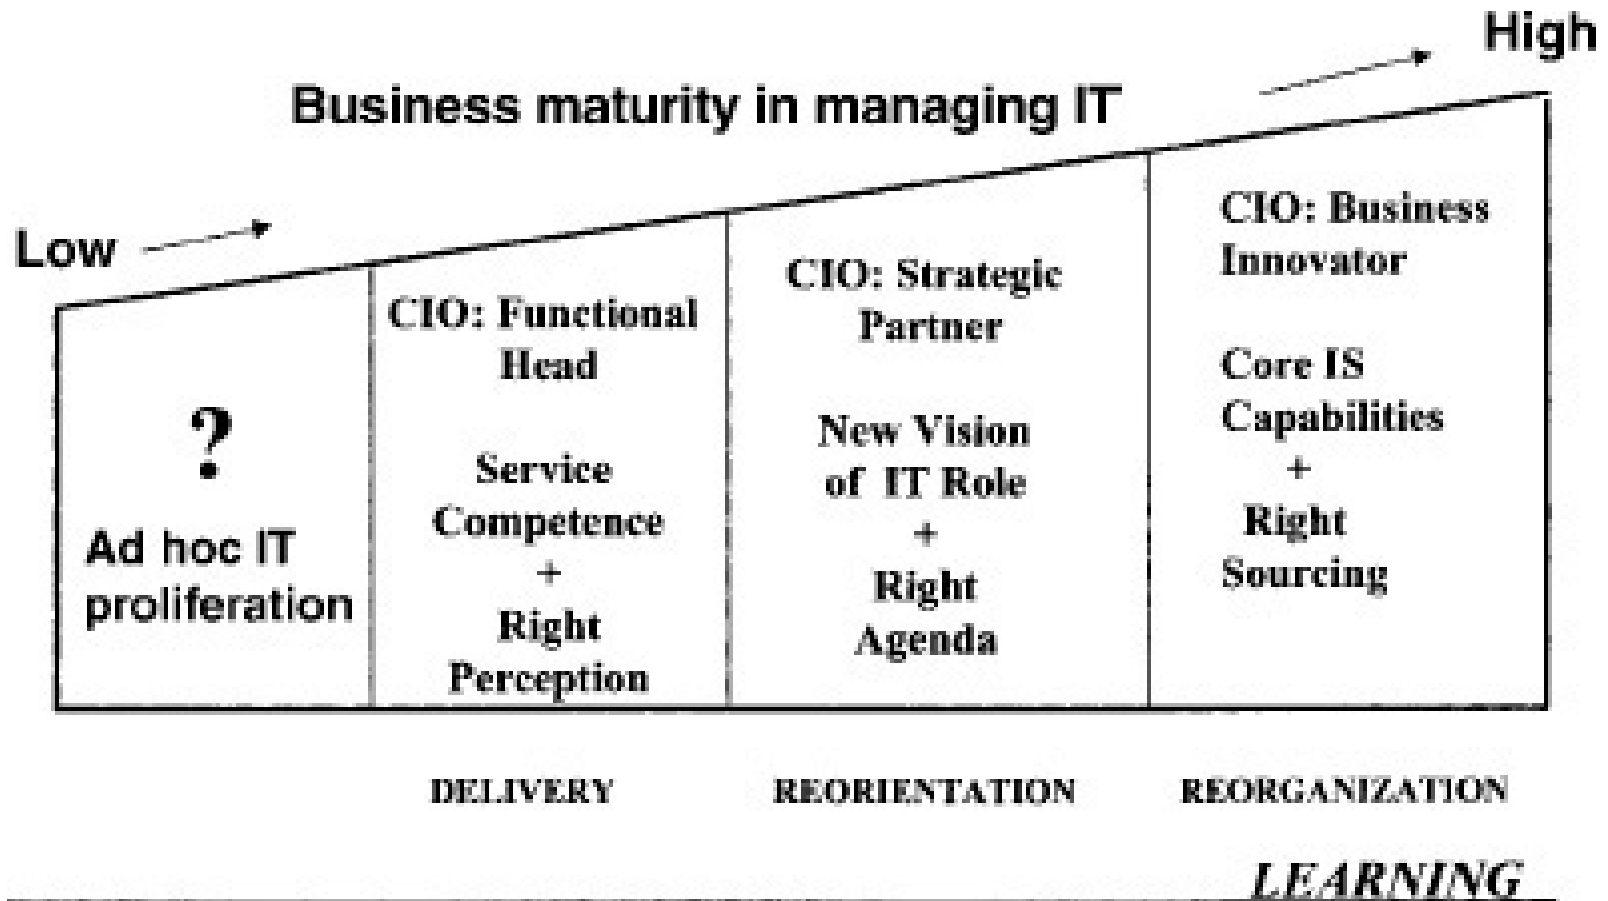 High
Business maturity in managing IT
Low
?
Ad hoc IT
proliferation
CIO: Functional
Head
Service
Competence
+
Right
Perception
CIO: Strategic
Partner
New Vision
of IT Role
+
Right
Agenda
CIO: Business
Innovator
Core IS
Capabilities
+
Right
Sourcing
DELIVERY
REORIENTATION
REORGANIZATION
LEARNING